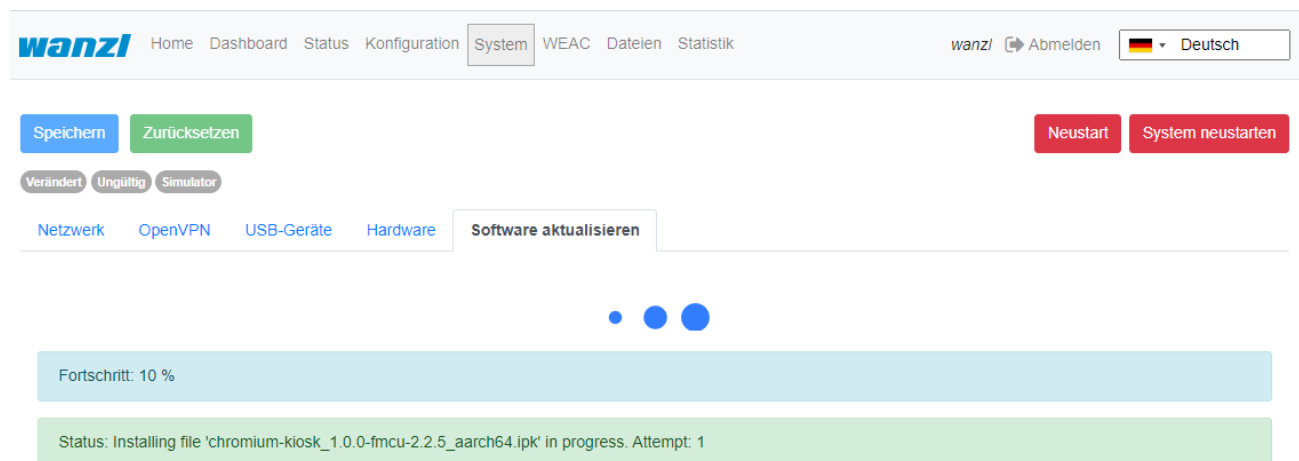 wanzl Home Dashboard Status Konfiguration System WEAC Dateien Statistik wanzl Abmelden Deutsch
Speichern Zurücksetzen Neustart System neustarten
Verändert Ungültig Simulator
Netzwerk OpenVPN USB-Geräte Hardware Software aktualisieren
Fortschritt: 10 %
Status: Installing file 'chromium-kiosk_1.0.0-fmcu-2.2.5_aarch64.ipk' in progress. Attempt: 1